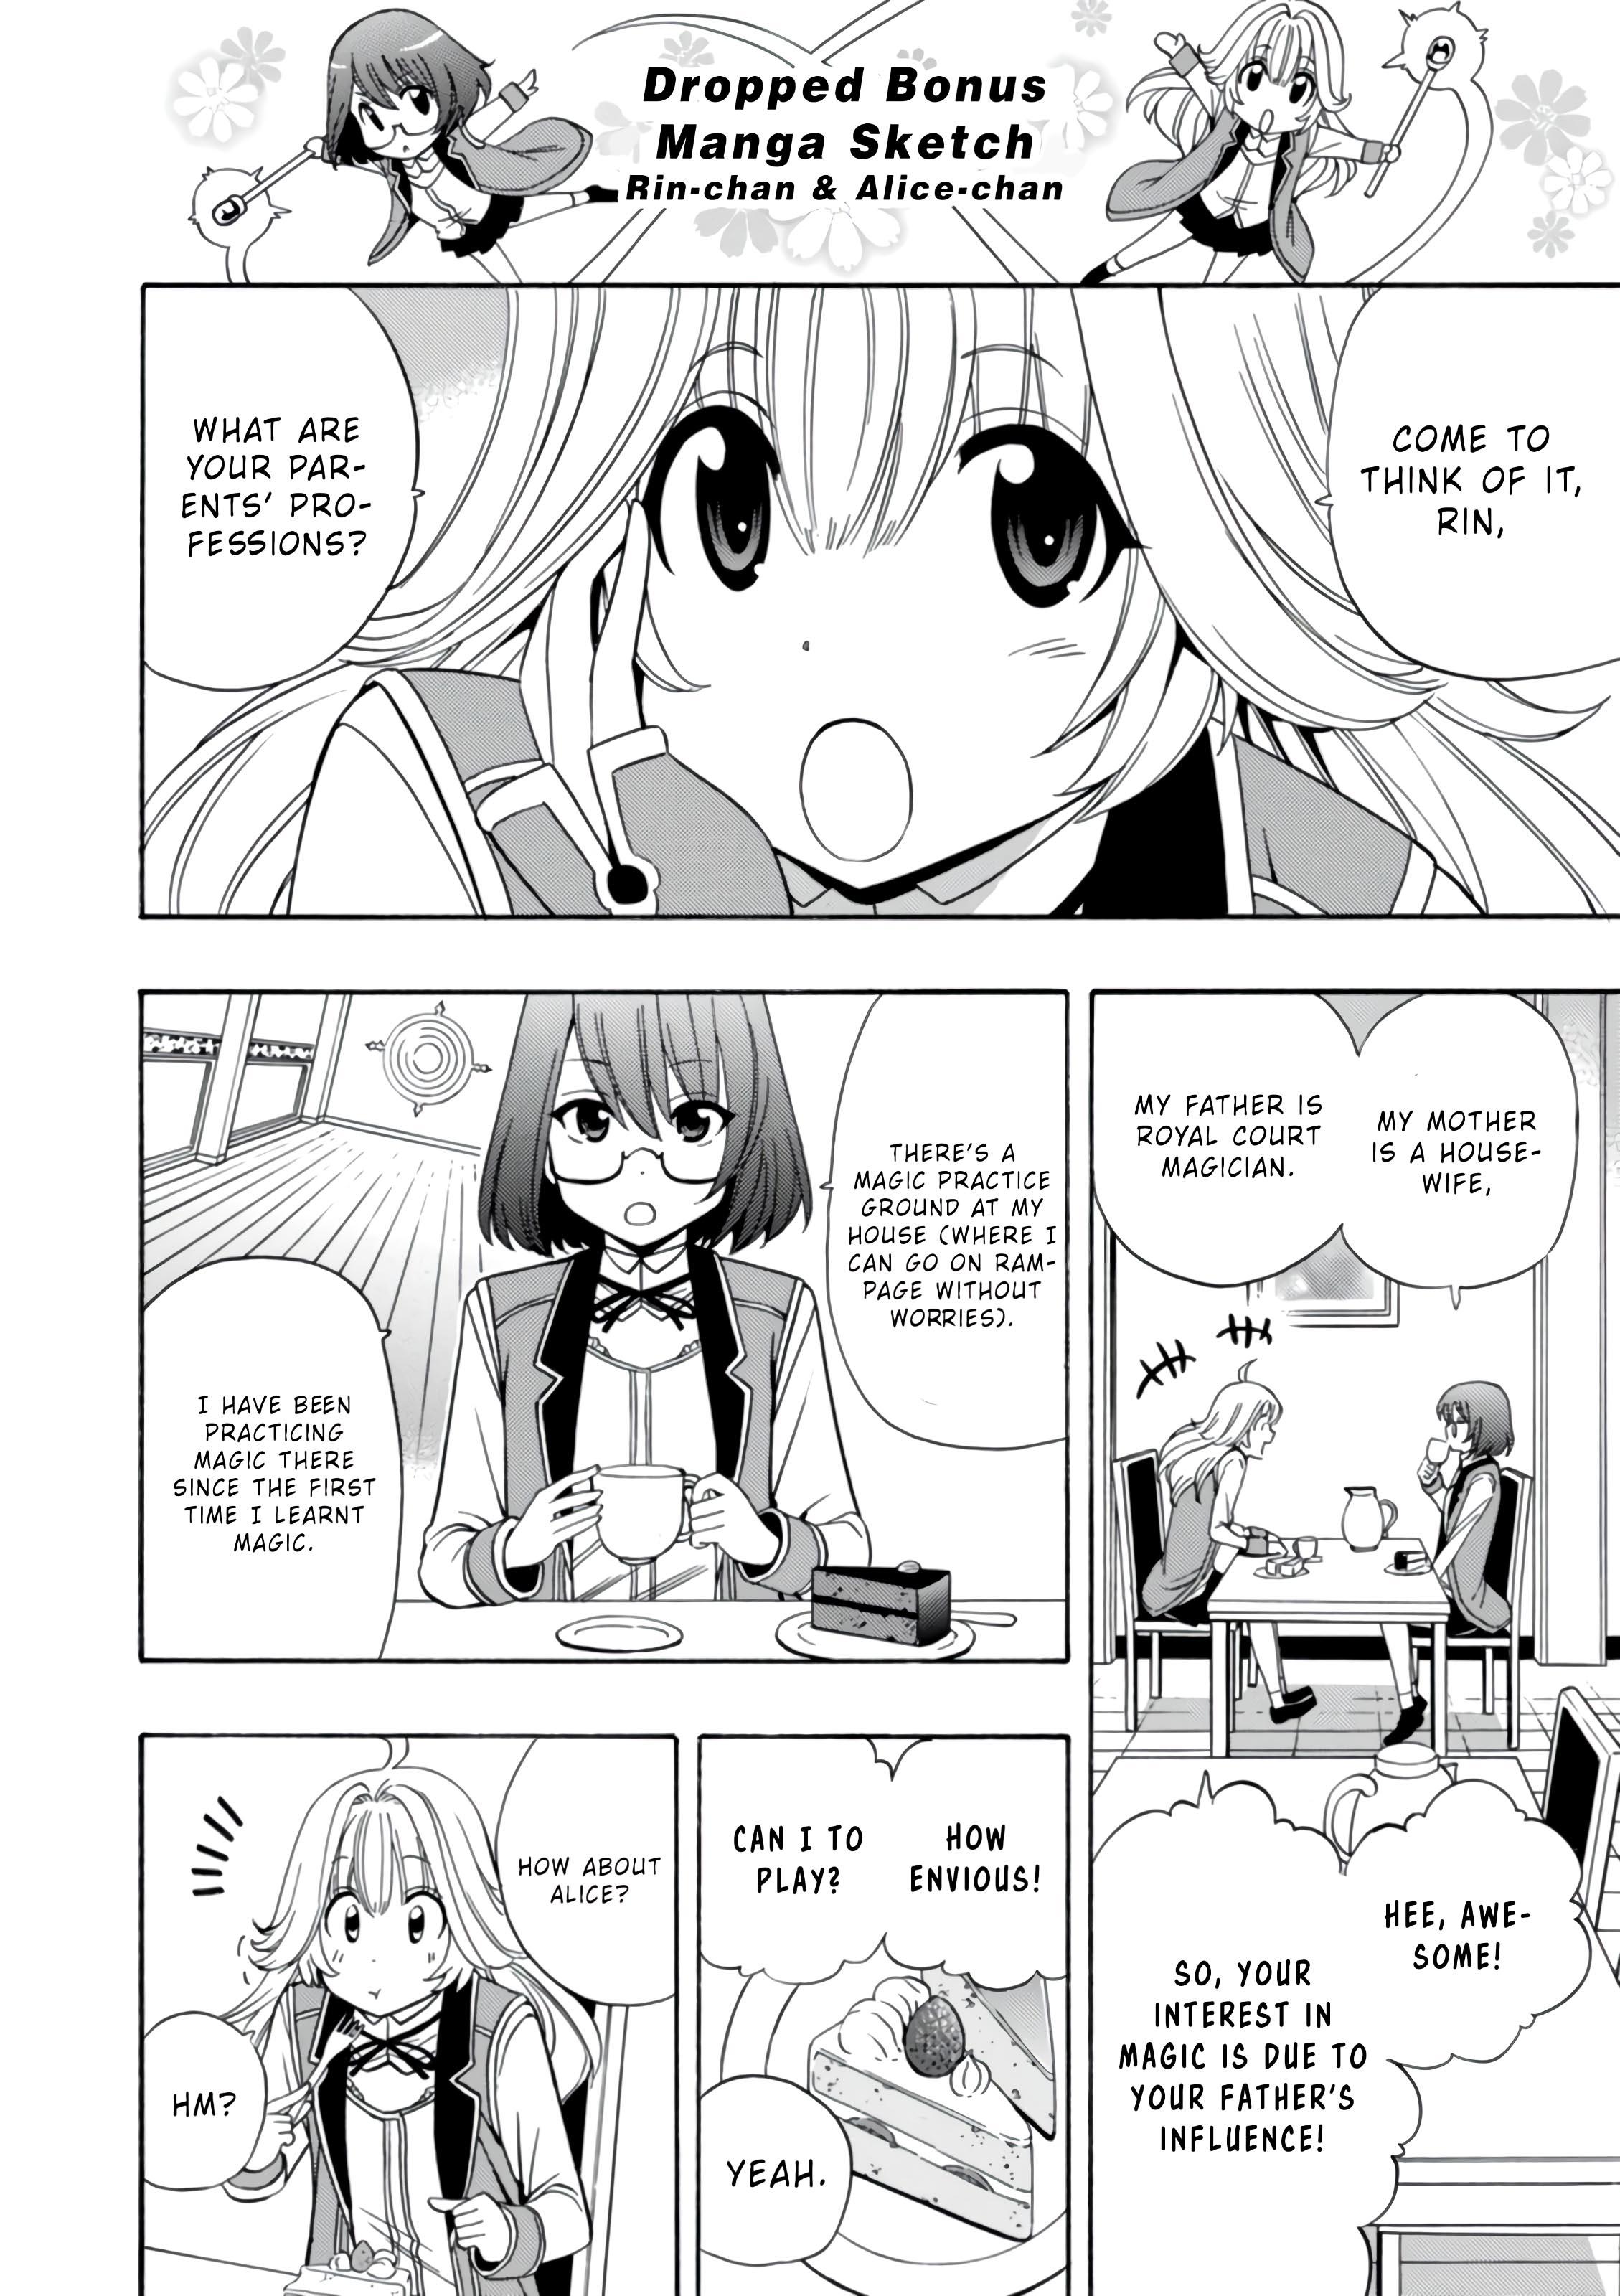 Dropped Bonus
Manga Sketch
Rin-chan & Alice-chan
COME TO
THINK OF IT,
RIN,
WHAT ARE
YOUR PAR-
ENTS' PRO-
FESSIONS?
MY MOTHER
IS A HOUSE-
WIFE,
MY FATHER IS
ROYAL COURT
MAGICIAN.
HEE, AWE-
SOME!
SO, YOUR
INTEREST IN
MAGIC IS DUE TO
YOUR FATHER'S
INFLUENCE!
THERE'S A
MAGIC PRACTICE
GROUND AT MY
HOUSE (WHERE I
CAN GO ON RAM-
PAGE WITHOUT
WORRIES).
I HAVE BEEN
PRACTICING
MAGIC THERE
SINCE THE FIRST
TIME I LEARNT
MAGIC.
HOW
ENVIOUS!
CAN I TO
PLAY?
YEAH.
HOW ABOUT
ALICE?
HM?